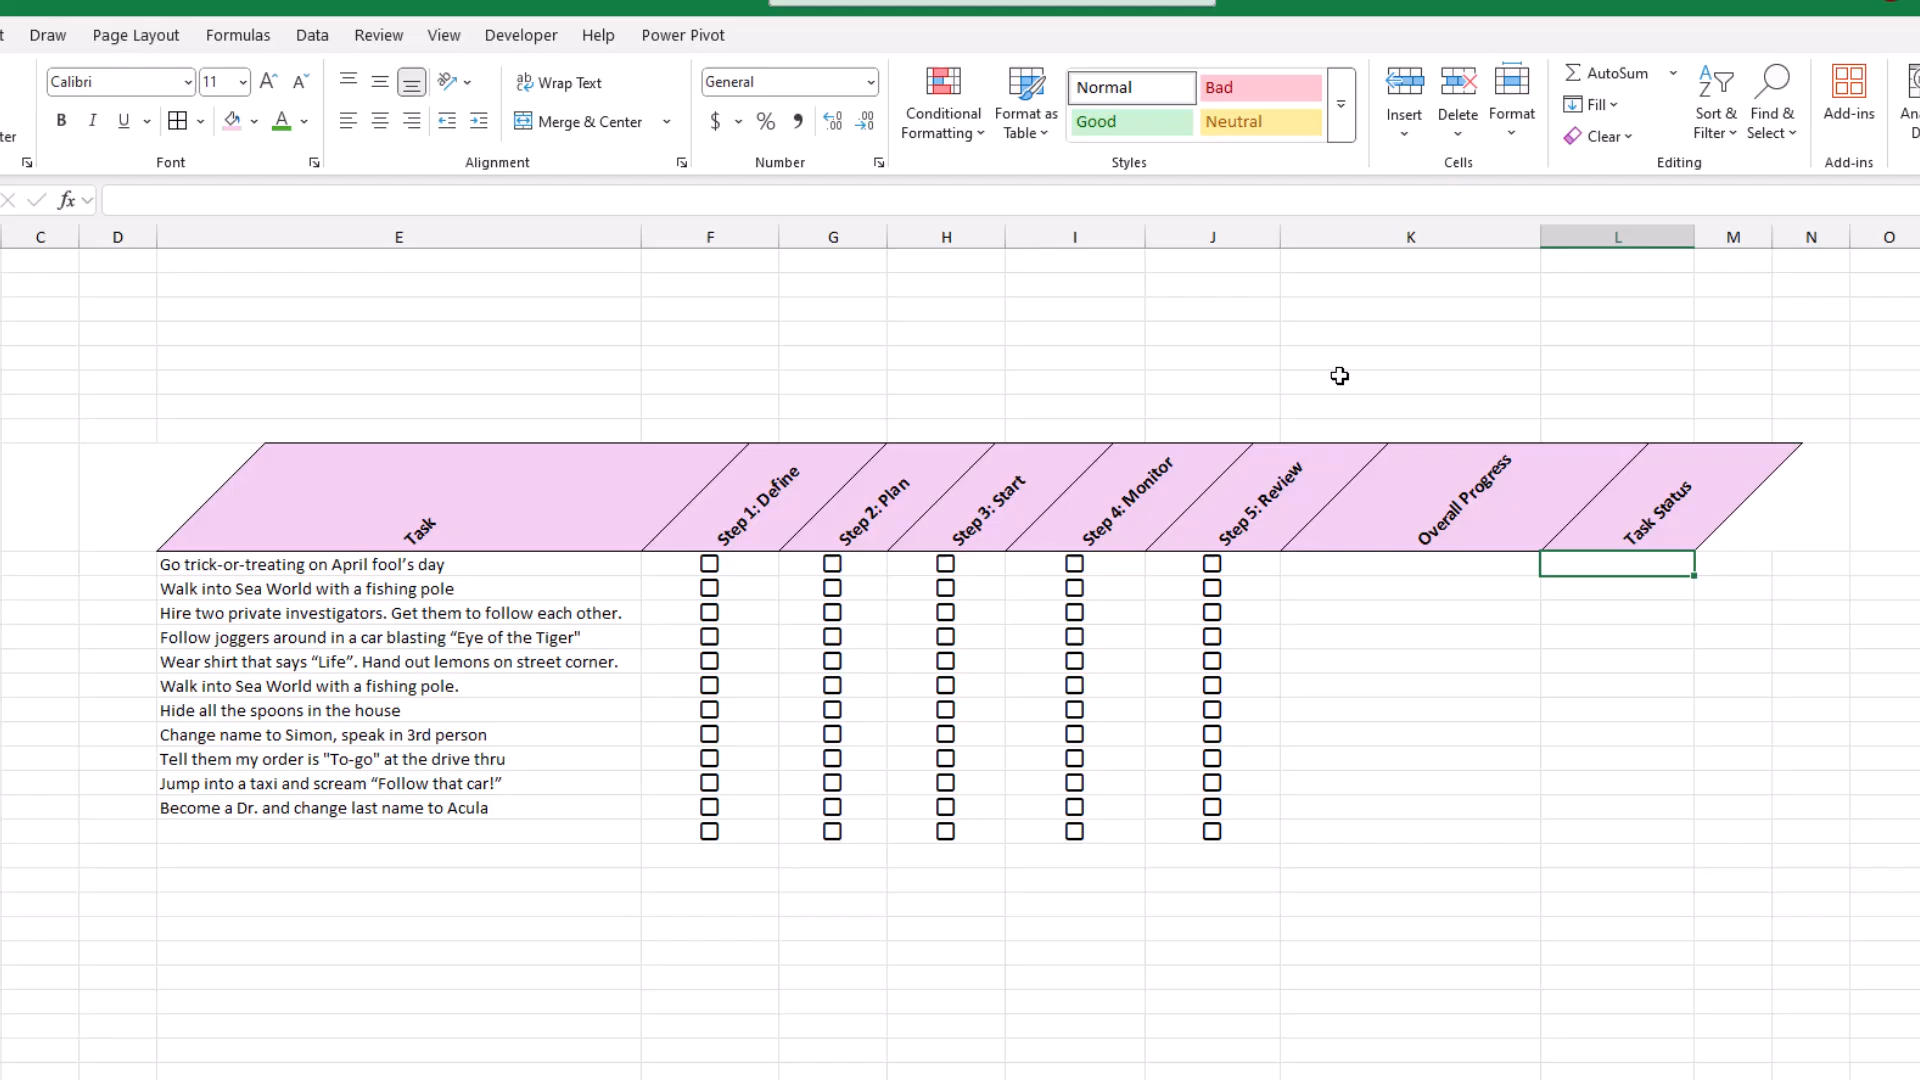 t Draw Page Layout Formulas Data Review View Developer Help Power Pivot
Calibri 11 A A ab Wrap Text General Conditional Formatting Format as Table Normal Bad Insert Delete Format AutoSum Sort & Filter Find & Select Add-ins An
ter B I U A Merge & Center $ % 9 .00 .00 Good Neutral Fill Clear D
Font Alignment Number Styles Cells Editing Add-ins
fx
C D E F G H I J K L M N O
Task Step 1: Define Step 2: Plan Step 3: Start Step 4: Monitor Step 5: Review Overall Progress Task Status
Go trick-or-treating on April fool’s day
Walk into Sea World with a fishing pole
Hire two private investigators. Get them to follow each other.
Follow joggers around in a car blasting “Eye of the Tiger"
Wear shirt that says “Life”. Hand out lemons on street corner.
Walk into Sea World with a fishing pole.
Hide all the spoons in the house
Change name to Simon, speak in 3rd person
Tell them my order is "To-go" at the drive thru
Jump into a taxi and scream “Follow that car!”
Become a Dr. and change last name to Acula